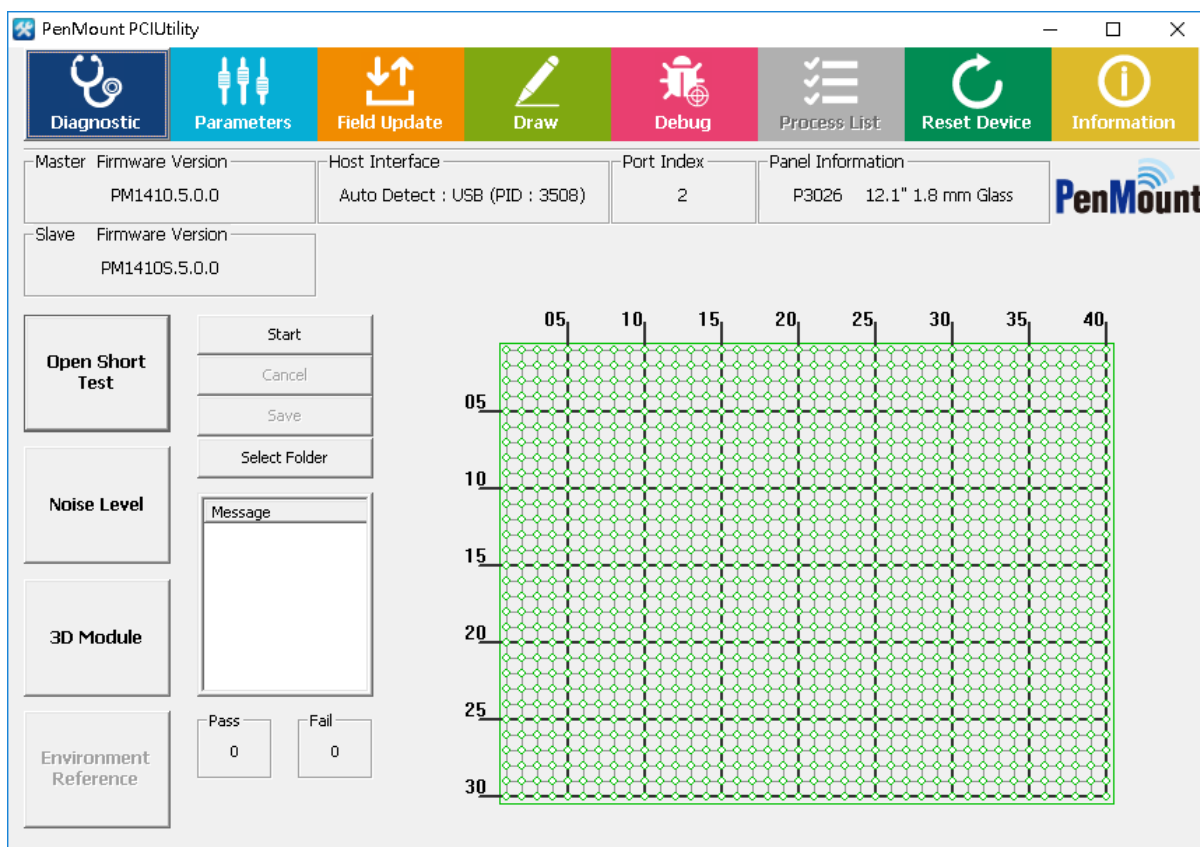 PenMount PCIUtility
Diagnostic
Parameters
Field Update
Draw
Debug
Process List
Reset Device
Information
Master Firmware Version
PM1410.5.0.0
Host Interface
Auto Detect : USB (PID : 3508)
Port Index
2
Panel Information
P3026 12.1" 1.8 mm Glass
PenMount
Slave Firmware Version
PM1410S.5.0.0
Open Short
Test
Noise Level
3D Module
Environment
Reference
Start
Cancel
Save
Select Folder
Message
Pass
0
Fail
0
05 10 15 20 25 30 35 40
05
10
15
20
25
30